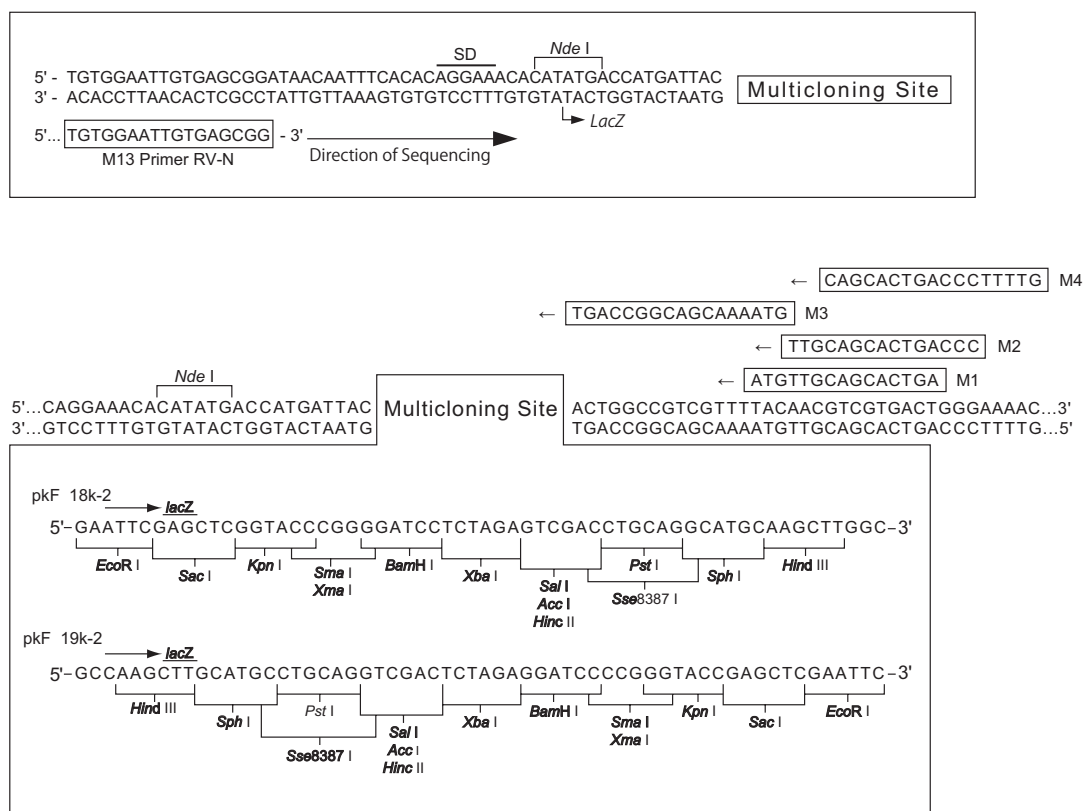 SD
Nde I
5' - TGTGGAATTGTGAGCGGATAACAATTTCACACAGGAAACACATATGACCATGATTAC
3' - ACACCTTAACACTCGCCTATTGTTAAAGTGTGTCCTTTGTGTATACTGGTACTAATG
Multicloning Site
LacZ
5'... TGTGGAATTGTGAGCGG - 3'
Direction of Sequencing
M13 Primer RV-N
← CAGCACTGACCCTTTTG M4
← TGACCGGCAGCAAAATG M3
← TTGCAGCACTGACCC M2
← ATGTTGCAGCACTGA M1
Nde I
5'...CAGGAAACACATATGACCATGATTAC
3'...GTCCTTTGTGTATACTGGTACTAATG
Multicloning Site
ACTGGCCGTCGTTTTACAACGTCGTGACTGGGAAAAC...3'
TGACCGGCAGCAAAATGTTGCAGCACTGACCCTTTTG...5'
pkF 18k-2
lacZ
5'-GAATTCGAGCTCGGTACCCGGGGATCCTCTAGAGTCGACCTGCAGGCATGCAAGCTTGGC-3'
EcoR I
Sac I
Kpn I
Sma I
Xma I
BamH I
Xba I
Sal I
Acc I
Hinc II
Pst I
Sse8387 I
Sph I
Hind III
pkF 19k-2
lacZ
5'-GCCAAGCTTGCATGCCTGCAGGTCGACTCTAGAGGATCCCCGGGTACCGAGCTCGAATTC-3'
Hind III
Sph I
Pst I
Sse8387 I
Sal I
Acc I
Hinc II
Xba I
BamH I
Sma I
Xma I
Kpn I
Sac I
EcoR I